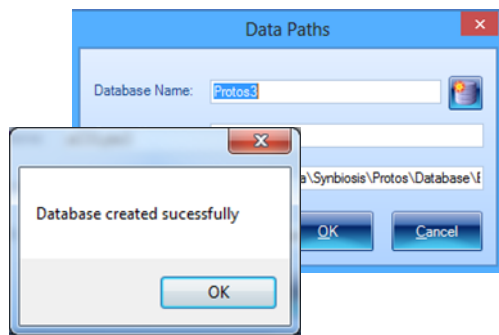 Data Paths
Database Name:
Protos3
a\Synbiosis\Protos\Database\E
OK
Cancel
Database created sucessfully
OK